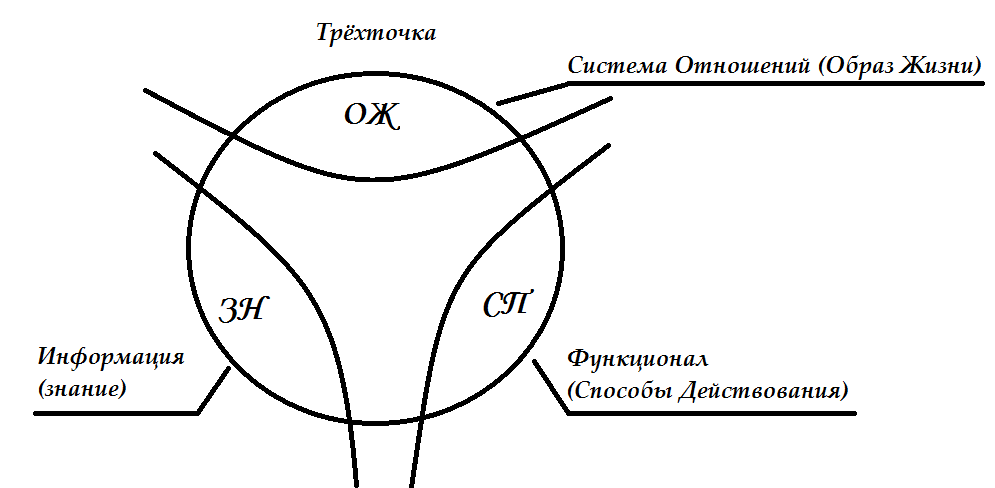 Трёхточка
Система Отношений (Образ Жизни)
ОЖ
ЗН
СП
Информация
(знание)
Функционал
(Способы Действования)